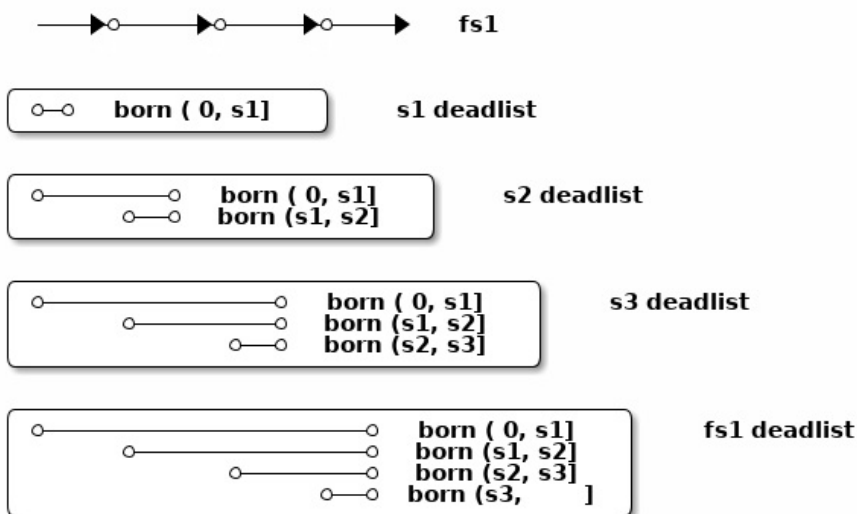 fs1
born ( 0, s1] s1 deadlist
born ( 0, s1] s2 deadlist
born (s1, s2]
born ( 0, s1] s3 deadlist
born (s1, s2]
born (s2, s3]
born ( 0, s1] fs1 deadlist
born (s1, s2]
born (s2, s3]
born (s3, ]